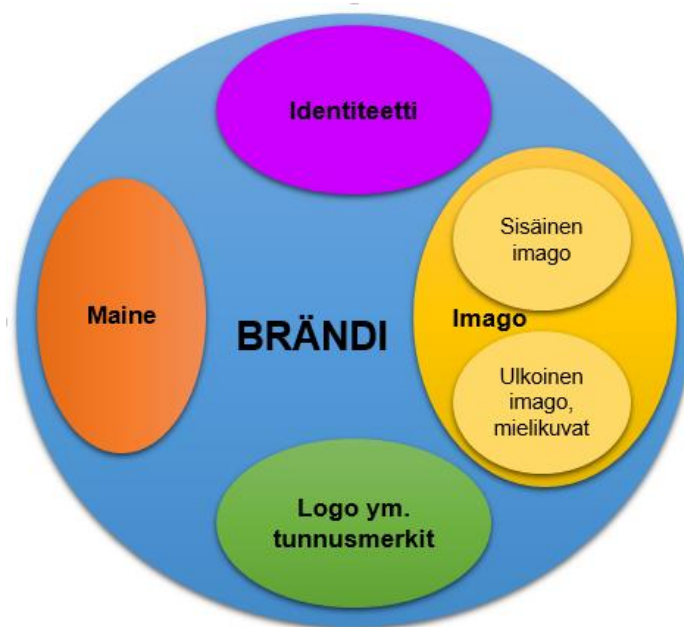 Identiteetti
Sisäinen
imago
Maine
BRÄNDI
Imago
Ulkoinen
imago,
mielikuvat
Logo ym.
tunnusmerkit